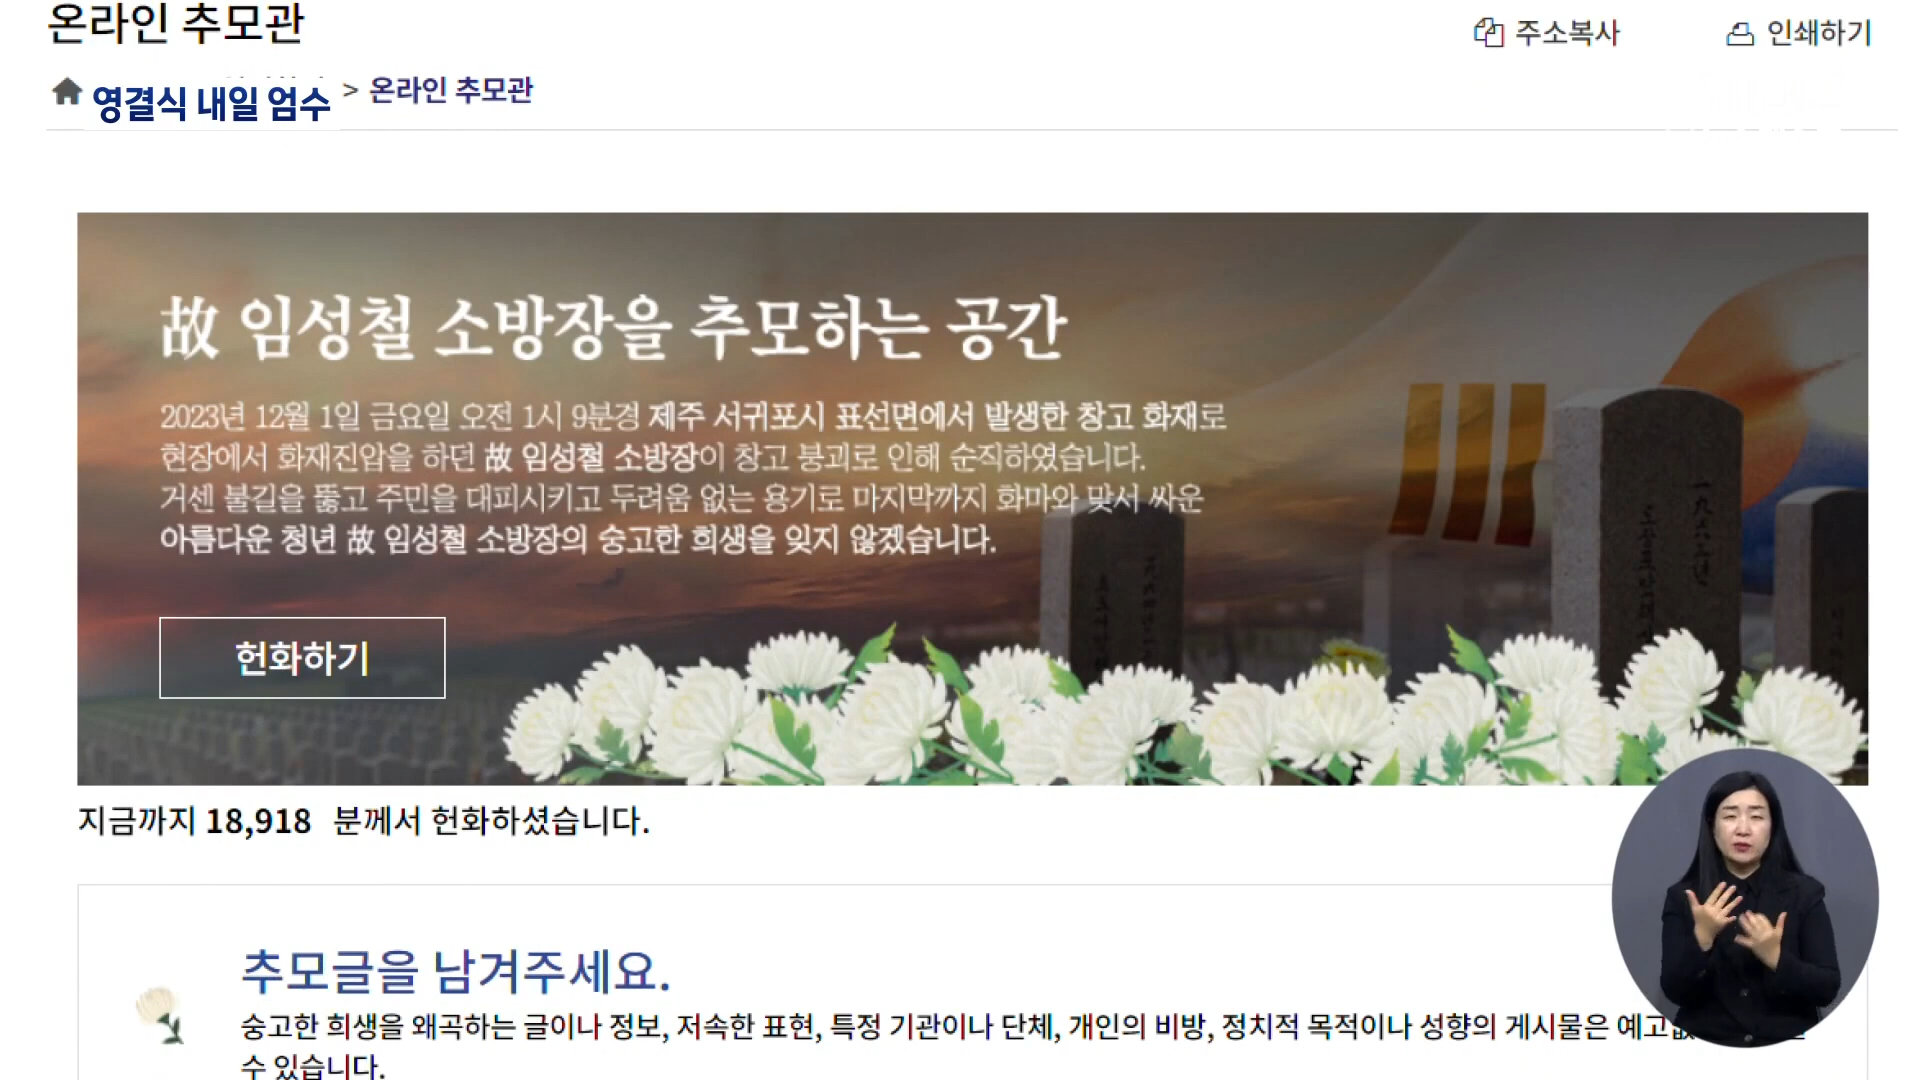 온라인 추모관
주소복사
인쇄하기
영결식 내일 엄수
> 온라인 추모관
故 임성철 소방장을 추모하는 공간
2023년 12월 1일 금요일 오전 1시 9분경 제주 서귀포시 표선면에서 발생한 창고 화재로
현장에서 화재진압을 하던 故 임성철 소방장이 창고 붕괴로 인해 순직하였습니다.
거센 불길을 뚫고 주민을 대피시키고 두려움 없는 용기로 마지막까지 화마와 맞서 싸운
아름다운 청년 故 임성철 소방장의 숭고한 희생을 잊지 않겠습니다.
헌화하기
지금까지 18,918 분께서 헌화하셨습니다.
추모글을 남겨주세요.
숭고한 희생을 왜곡하는 글이나 정보, 저속한 표현, 특정 기관이나 단체, 개인의 비방, 정치적 목적이나 성향의 게시물은
수 있습니다.